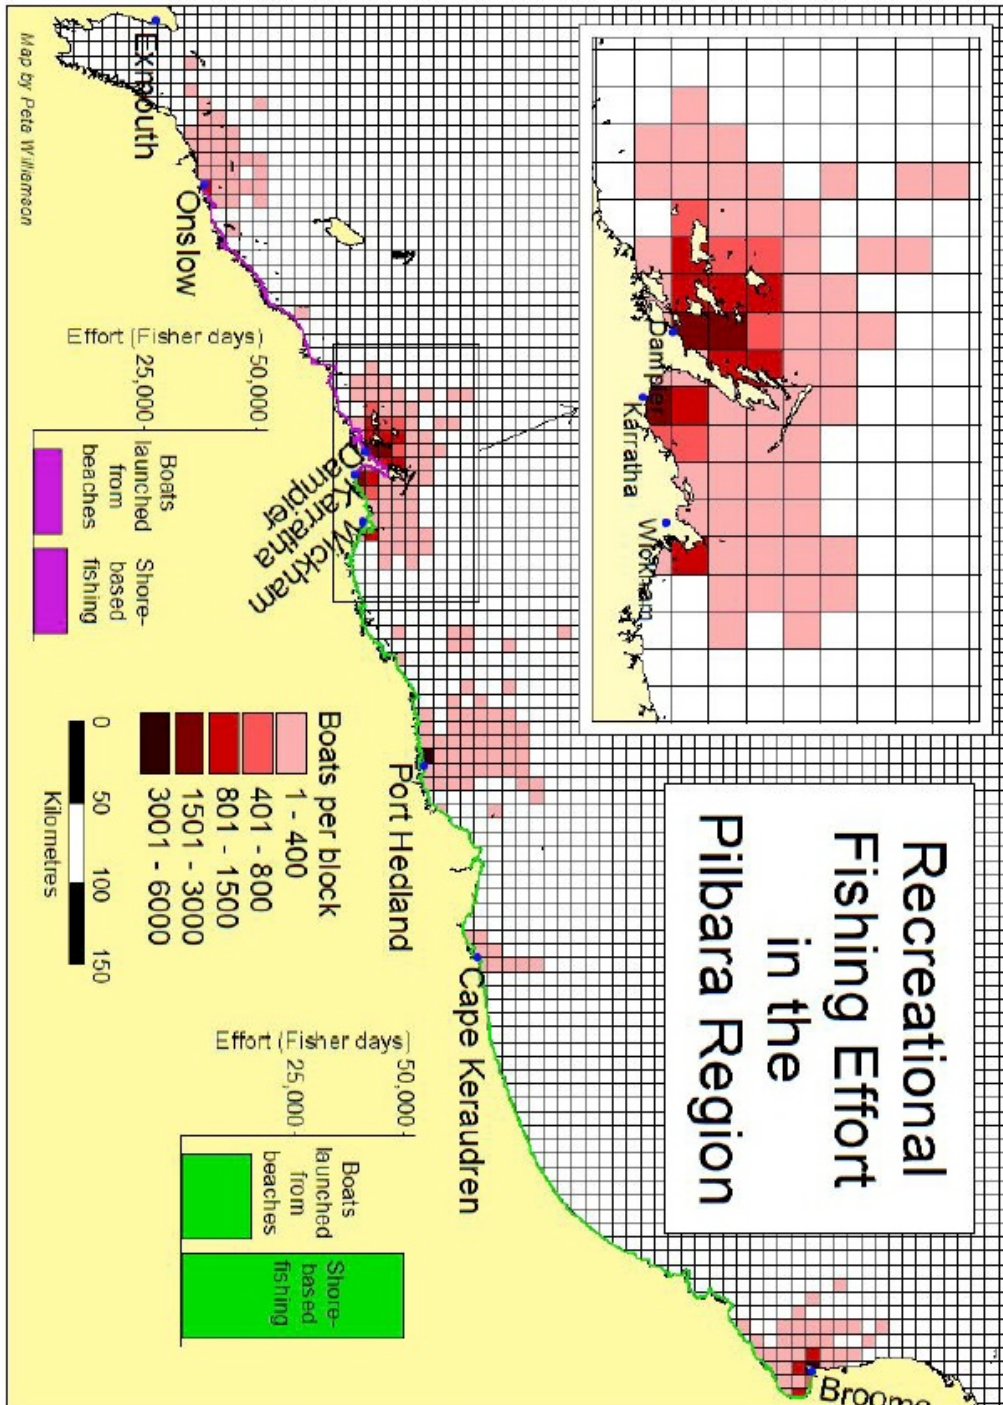 Recreational
Fishing Effort
in the
Pilbara Region
Dampier
Karratha
Wickham
Exmouth
Onslow
Dampier
Karratha
Wickham
Port Hedland
Cape Keraudren
Broome
Effort (Fisher days)
50,000
25,000
Boats
launched
from
beaches
Shore-
based
fishing
Boats per block
1 - 400
401 - 800
801 - 1500
1501 - 3000
3001 - 6000
0 50 100 150
Kilometres
Effort (Fisher days)
50,000
25,000
Boats
launched
from
beaches
Shore-
based
fishing
Map by Peta Williamson